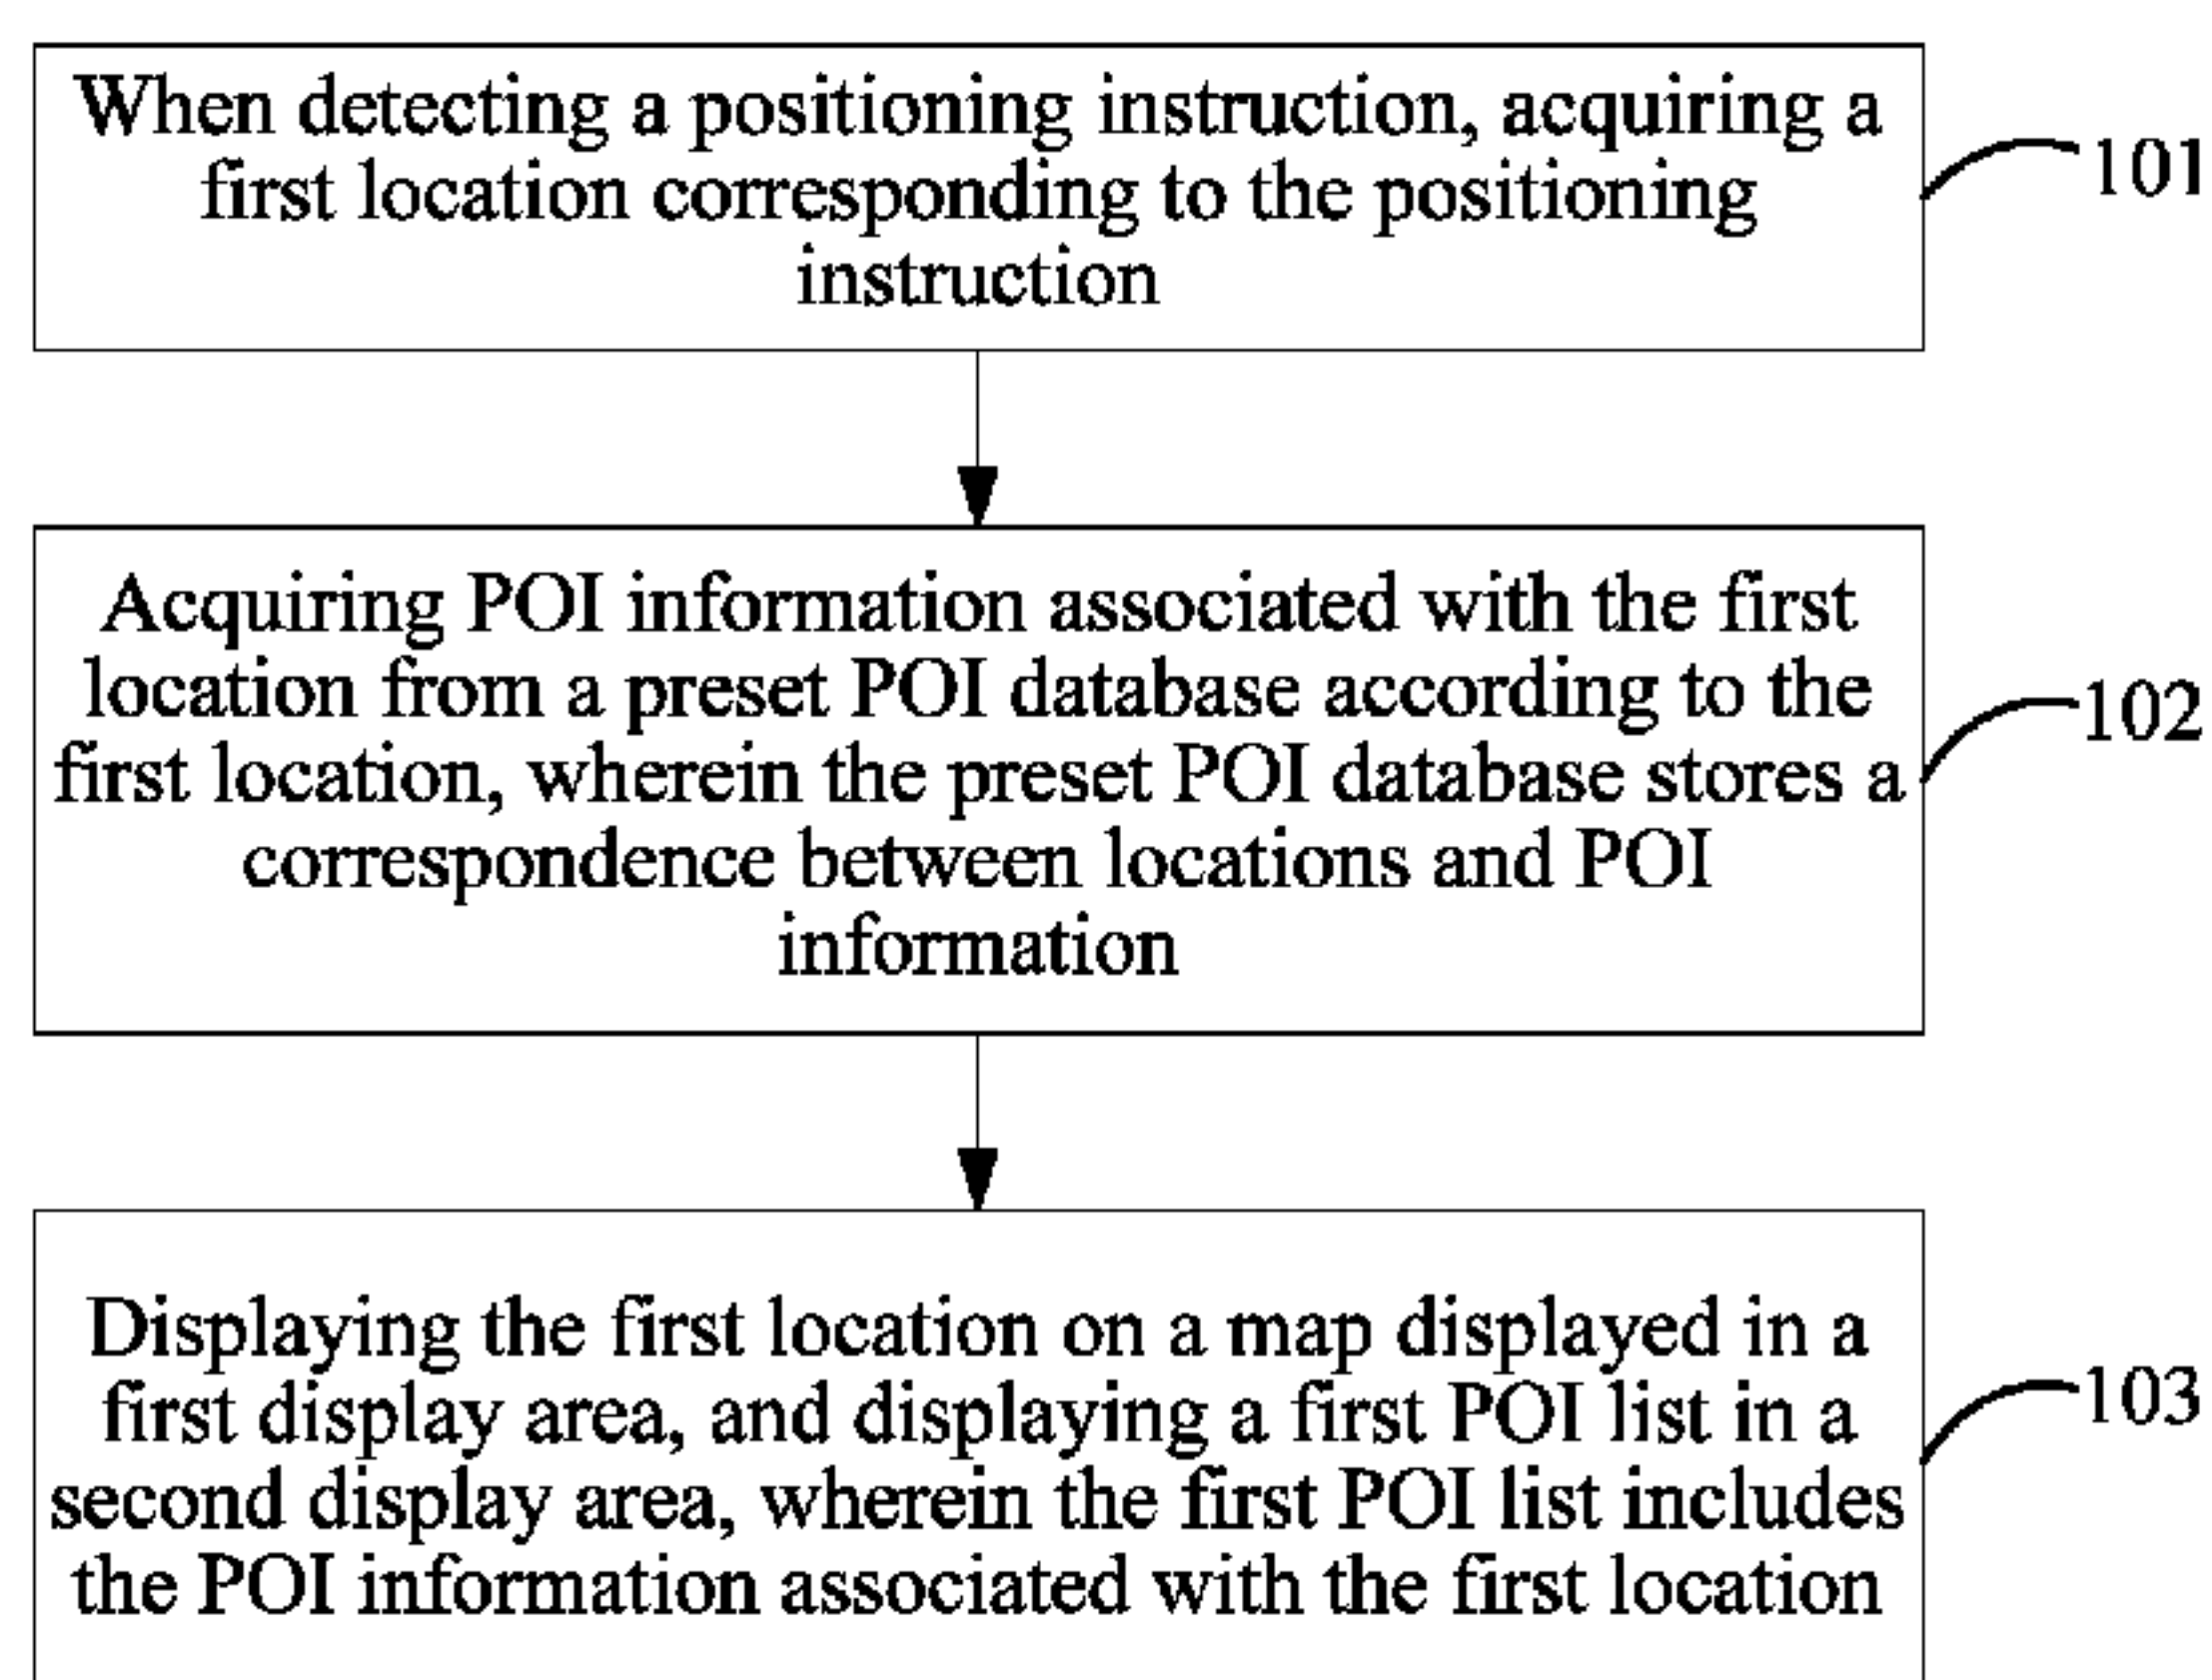 When detecting a positioning instruction, acquiring a
first location corresponding to the positioning
instruction
101
Acquiring POI information associated with the first
location from a preset POI database according to the
first location, wherein the preset POI database stores a
correspondence between locations and POI
information
102
Displaying the first location on a map displayed in a
first display area, and displaying a first POI list in a
second display area, wherein the first POI list includes
the POI information associated with the first location
103